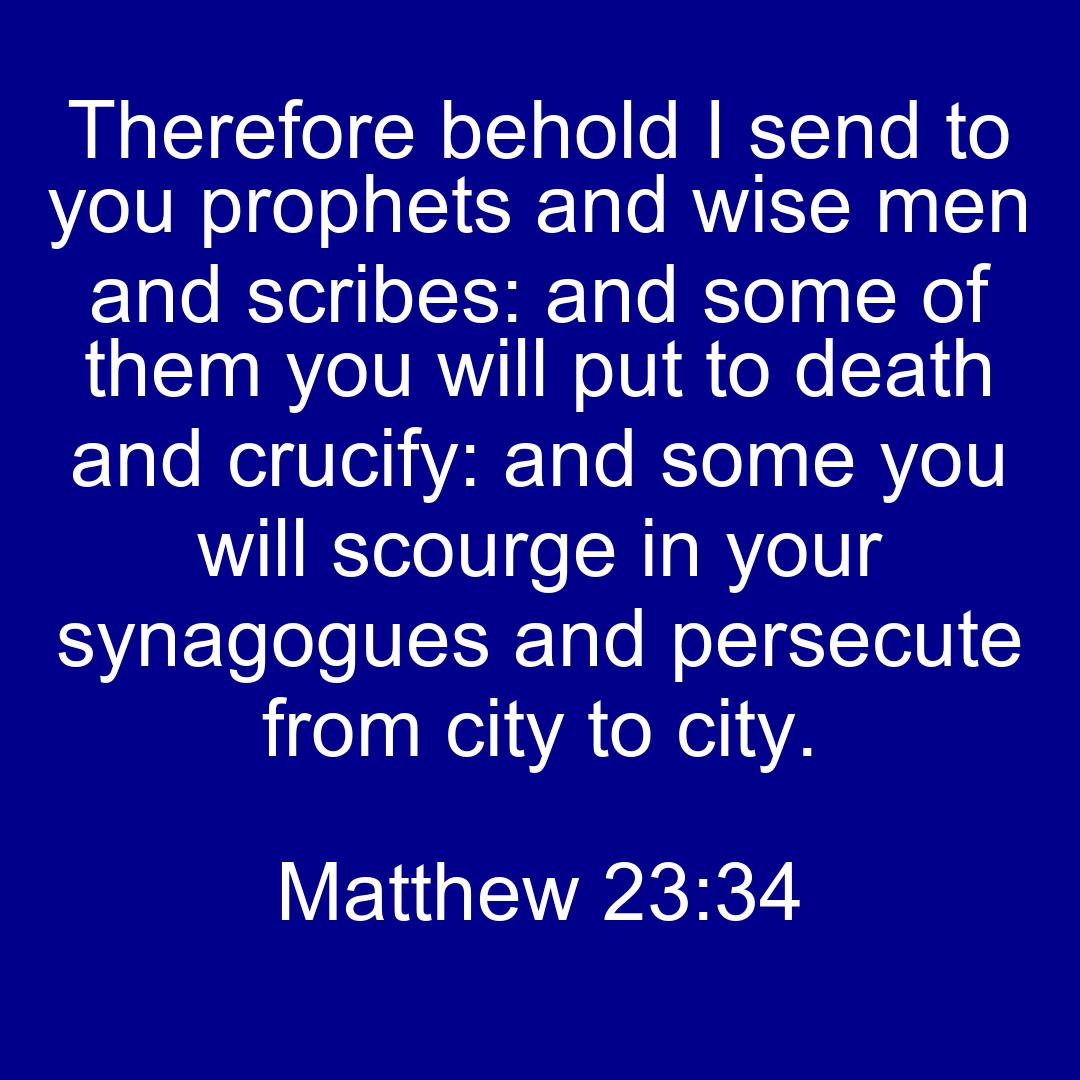 Therefore behold I send to
you prophets and wise men
and scribes: and some of
them you will put to death
and crucify: and some you
will scourge in your
synagogues and persecute
from city to city.
Matthew 23:34